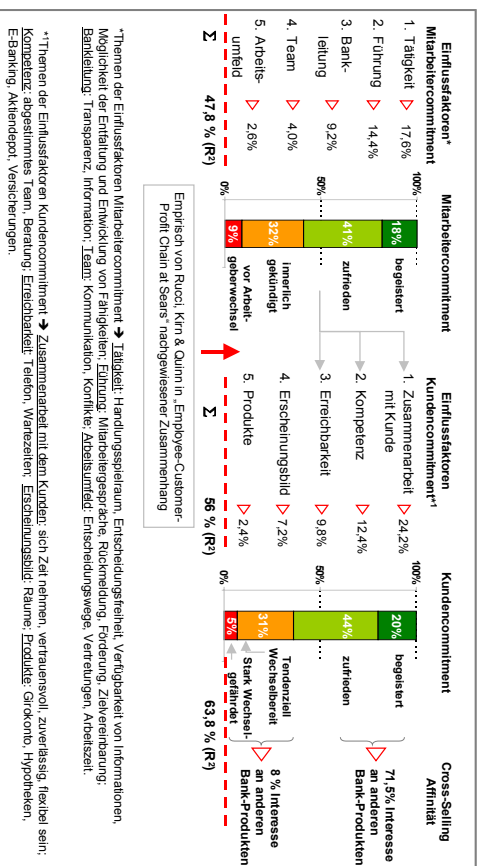 Einflussfaktoren*
Mitarbeitercommitment
1. Tätigkeit 17,6%
2. Führung 14,4%
3. Bank-
leitung 9,2%
4. Team 4,0%
5. Arbeits-
umfeld 2,6%
Σ 47,8 % (R²)
Mitarbeitercommitment
100%
50%
0%
18% begeistert
41% zufrieden
32% innerlich
gekündigt
9% vor Arbeit-
geberwechsel
Einflussfaktoren
Kundencommitment*¹
1. Zusammenarbeit
mit Kunde 24,2%
2. Kompetenz 12,4%
3. Erreichbarkeit 9,8%
4. Erscheinungsbild 7,2%
5. Produkte 2,4%
Σ 56 % (R²)
Kundencommitment
100%
50%
0%
20% begeistert
44% zufrieden
31% Tendenziell
Wechselbereit
5% Stark Wechsel-
gefährdet
63,8 % (R²)
Cross-Selling
Affinität
71,5% Interesse
an anderen
Bank-Produkten
8 % Interesse
an anderen
Bank-Produkten
Empirisch von Rucci, Kirn & Quinn in „Employee-Customer-
Profit Chain at Sears" nachgewiesener Zusammenhang
*Themen der Einflussfaktoren Mitarbeitercommitment ➔ Tätigkeit: Handlungsspielraum, Entscheidungsfreiheit, Verfügbarkeit von Informationen,
Möglichkeit der Entfaltung und Entwicklung von Fähigkeiten; Führung: Mitarbeitergespräche, Rückmeldung, Förderung, Zielvereinbarung;
Bankleitung: Transparenz, Information; Team: Kommunikation, Konflikte; Arbeitsumfeld: Entscheidungswege, Vertretungen, Arbeitszeit.
*¹Themen der Einflussfaktoren Kundencommitment ➔ Zusammenarbeit mit dem Kunden: sich Zeit nehmen, vertrauensvoll, zuverlässig, flexibel sein;
Kompetenz: abgestimmtes Team, Beratung; Erreichbarkeit: Telefon, Wartezeiten; Erscheinungsbild: Räume; Produkte: Girokonto, Hypotheken,
E-Banking, Aktiendepot, Versicherungen.